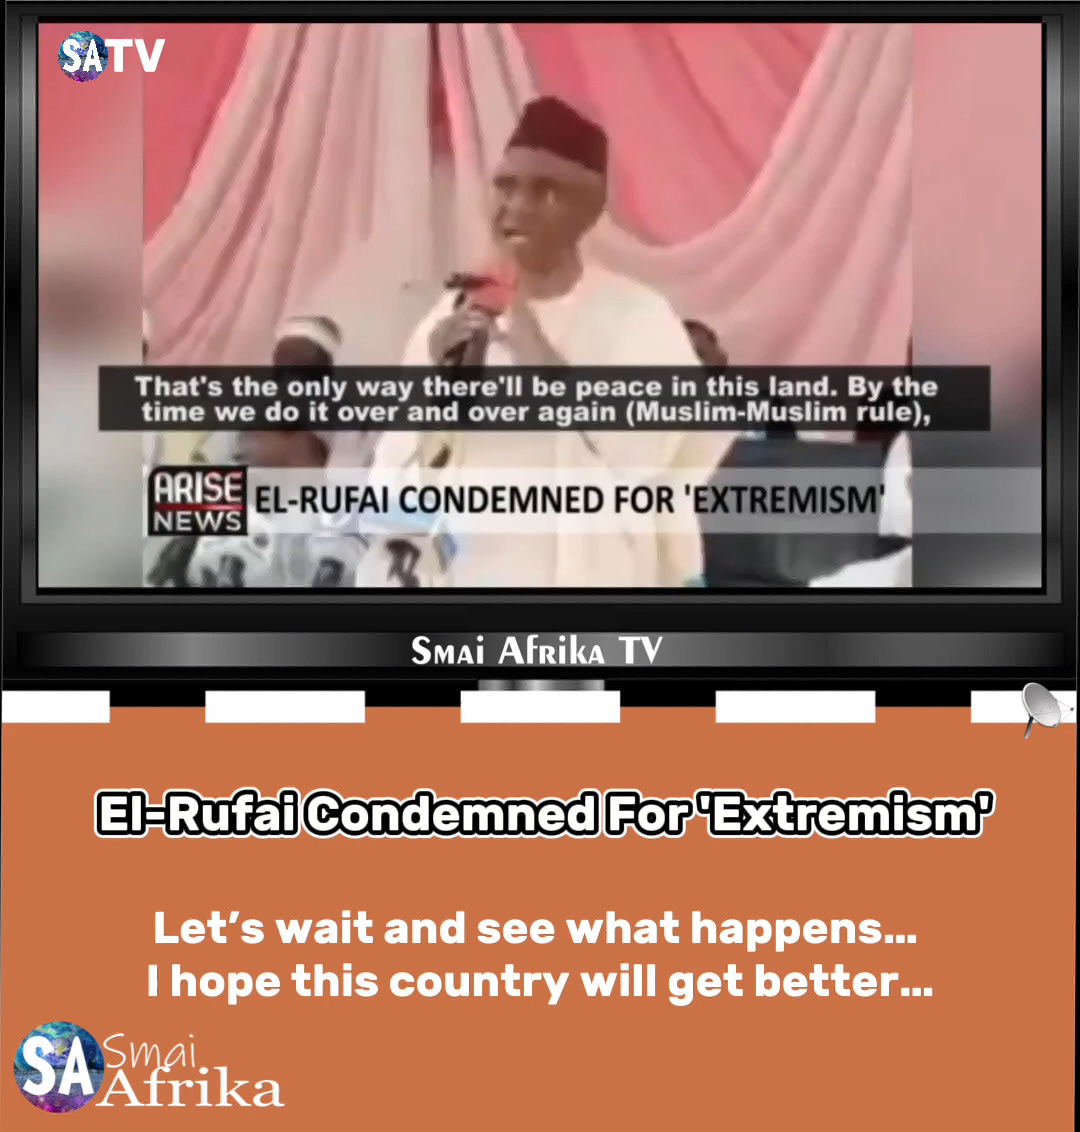 SATV
That's the only way there'll be peace in this land. By the
time we do it over and over again (Muslim-Muslim rule),
ARISE
NEWS
EL-RUFAI CONDEMNED FOR 'EXTREMISM'
Smai Afrika TV
El-Rufai Condemned For 'Extremism'
Let’s wait and see what happens...
I hope this country will get better...
SA
Smai
Afrika